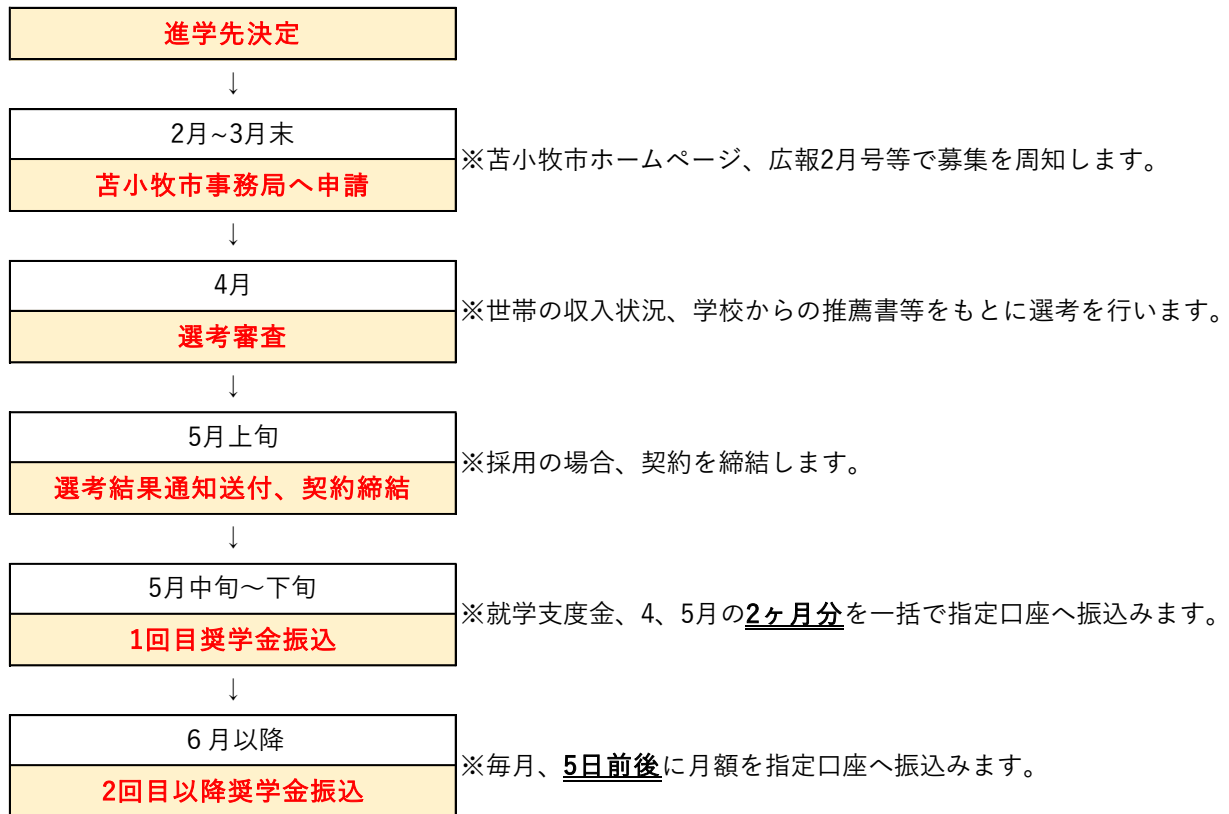 進学先決定
↓
2月~3月末
苫小牧市事務局へ申請
※苫小牧市ホームページ、広報2月号等で募集を周知します。
↓
4月
選考審査
※世帯の収入状況、学校からの推薦書等をもとに選考を行います。
↓
5月上旬
選考結果通知送付、契約締結
※採用の場合、契約を締結します。
↓
5月中旬～下旬
1回目奨学金振込
※就学支度金、4、5月の2ヶ月分を一括で指定口座へ振込みます。
↓
６月以降
2回目以降奨学金振込
※毎月、5日前後に月額を指定口座へ振込みます。